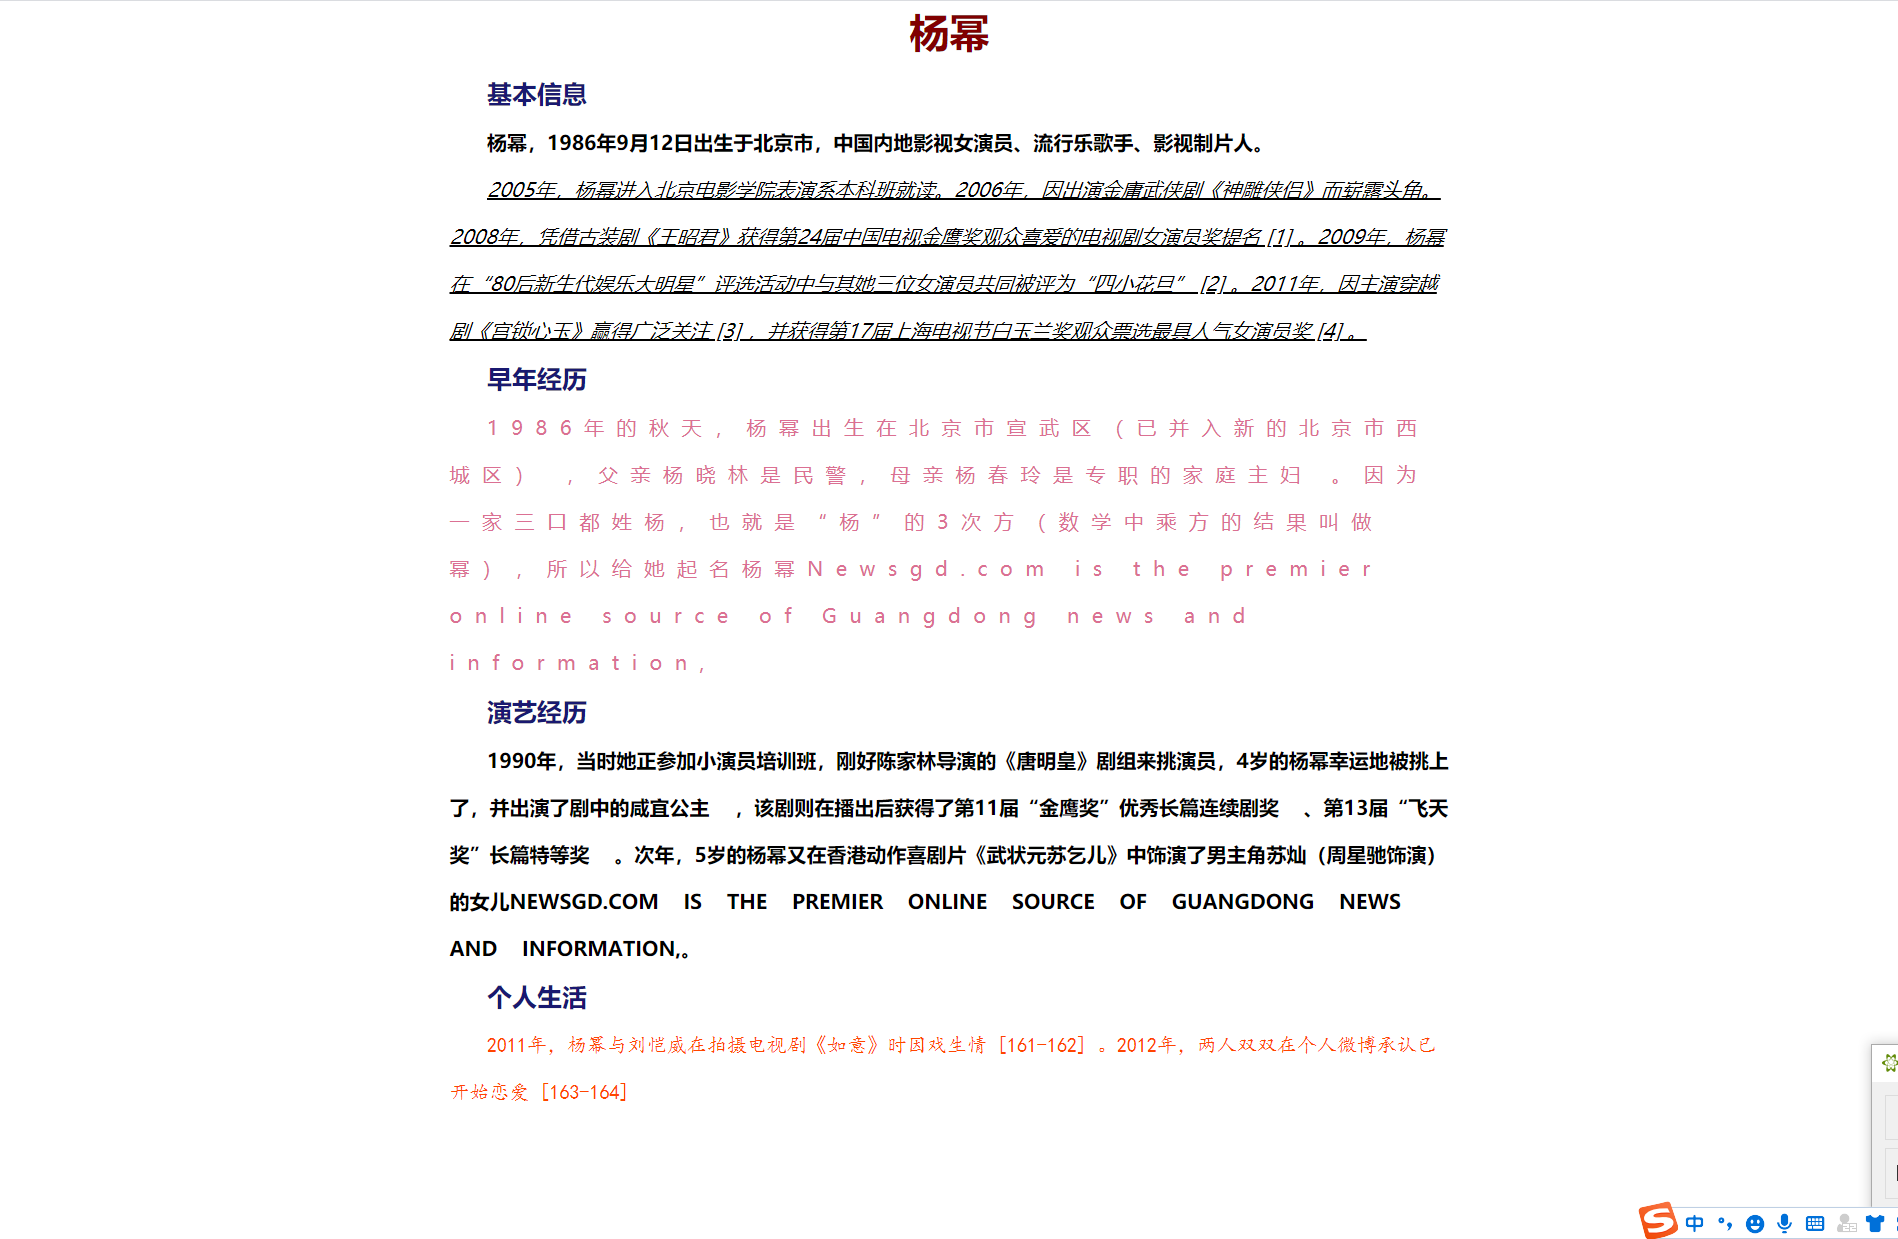 杨幂
基本信息
杨幂，1986年9月12日出生于北京市，中国内地影视女演员、流行乐歌手、影视制片人。
2005年，杨幂进入北京电影学院表演系本科班就读。2006年，因出演金庸武侠剧《神雕侠侣》而崭露头角。
2008年，凭借古装剧《王昭君》获得第24届中国电视金鹰奖观众喜爱的电视剧女演员奖提名 [1] 。2009年，杨幂
在“80后新生代娱乐大明星”评选活动中与其她三位女演员共同被评为“四小花旦” [2] 。2011年，因主演穿越
剧《宫锁心玉》赢得广泛关注 [3] ，并获得第17届上海电视节白玉兰奖观众票选最具人气女演员奖 [4] 。
早年经历
1986年的秋天，杨幂出生在北京市宣武区（已并入新的北京市西
城区） ，父亲杨晓林是民警，母亲杨春玲是专职的家庭主妇 。因为
一家三口都姓杨，也就是“杨”的3次方（数学中乘方的结果叫做
幂），所以给她起名杨幂Newsgd.com is the premier
online source of Guangdong news and
information,
演艺经历
1990年，当时她正参加小演员培训班，刚好陈家林导演的《唐明皇》剧组来挑演员，4岁的杨幂幸运地被挑上
了，并出演了剧中的咸宜公主 ，该剧则在播出后获得了第11届“金鹰奖”优秀长篇连续剧奖 、第13届“飞天
奖”长篇特等奖 。次年，5岁的杨幂又在香港动作喜剧片《武状元苏乞儿》中饰演了男主角苏灿（周星驰饰演）
的女儿NEWSGD.COM IS THE PREMIER ONLINE SOURCE OF GUANGDONG NEWS
AND INFORMATION,。
个人生活
2011年，杨幂与刘恺威在拍摄电视剧《如意》时因戏生情 [161-162] 。2012年，两人双双在个人微博承认已
开始恋爱 [163-164]
中